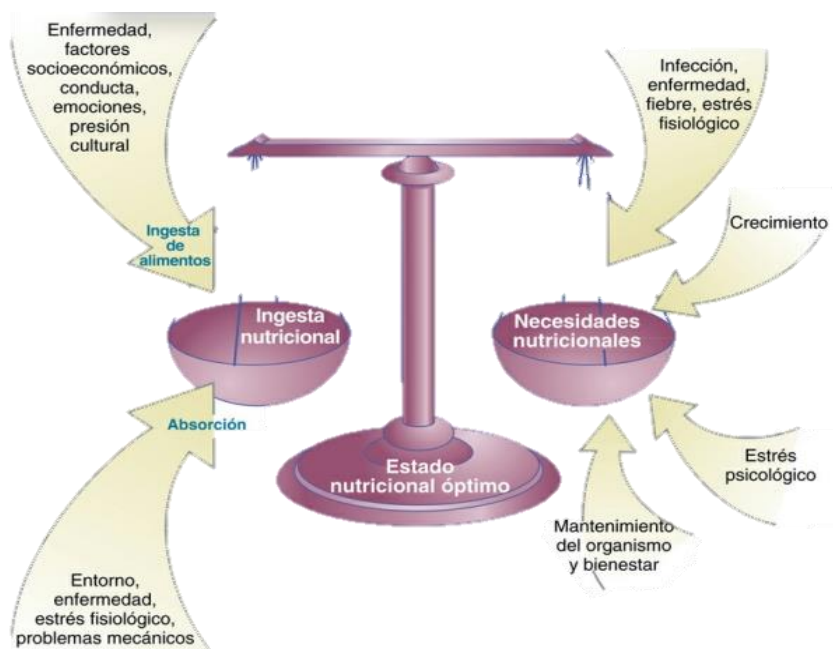 Enfermedad,
factores
socioeconómicos,
conducta,
emociones,
presión
cultural
Ingesta
de
alimentos
Infección,
enfermedad,
fiebre, estrés
fisiológico
Crecimiento
Ingesta
nutricional
Necesidades
nutricionales
Absorción
Estado
nutricional óptimo
Estrés
psicológico
Mantenimiento
del organismo
y bienestar
Entorno,
enfermedad,
estrés fisiológico,
problemas mecánicos